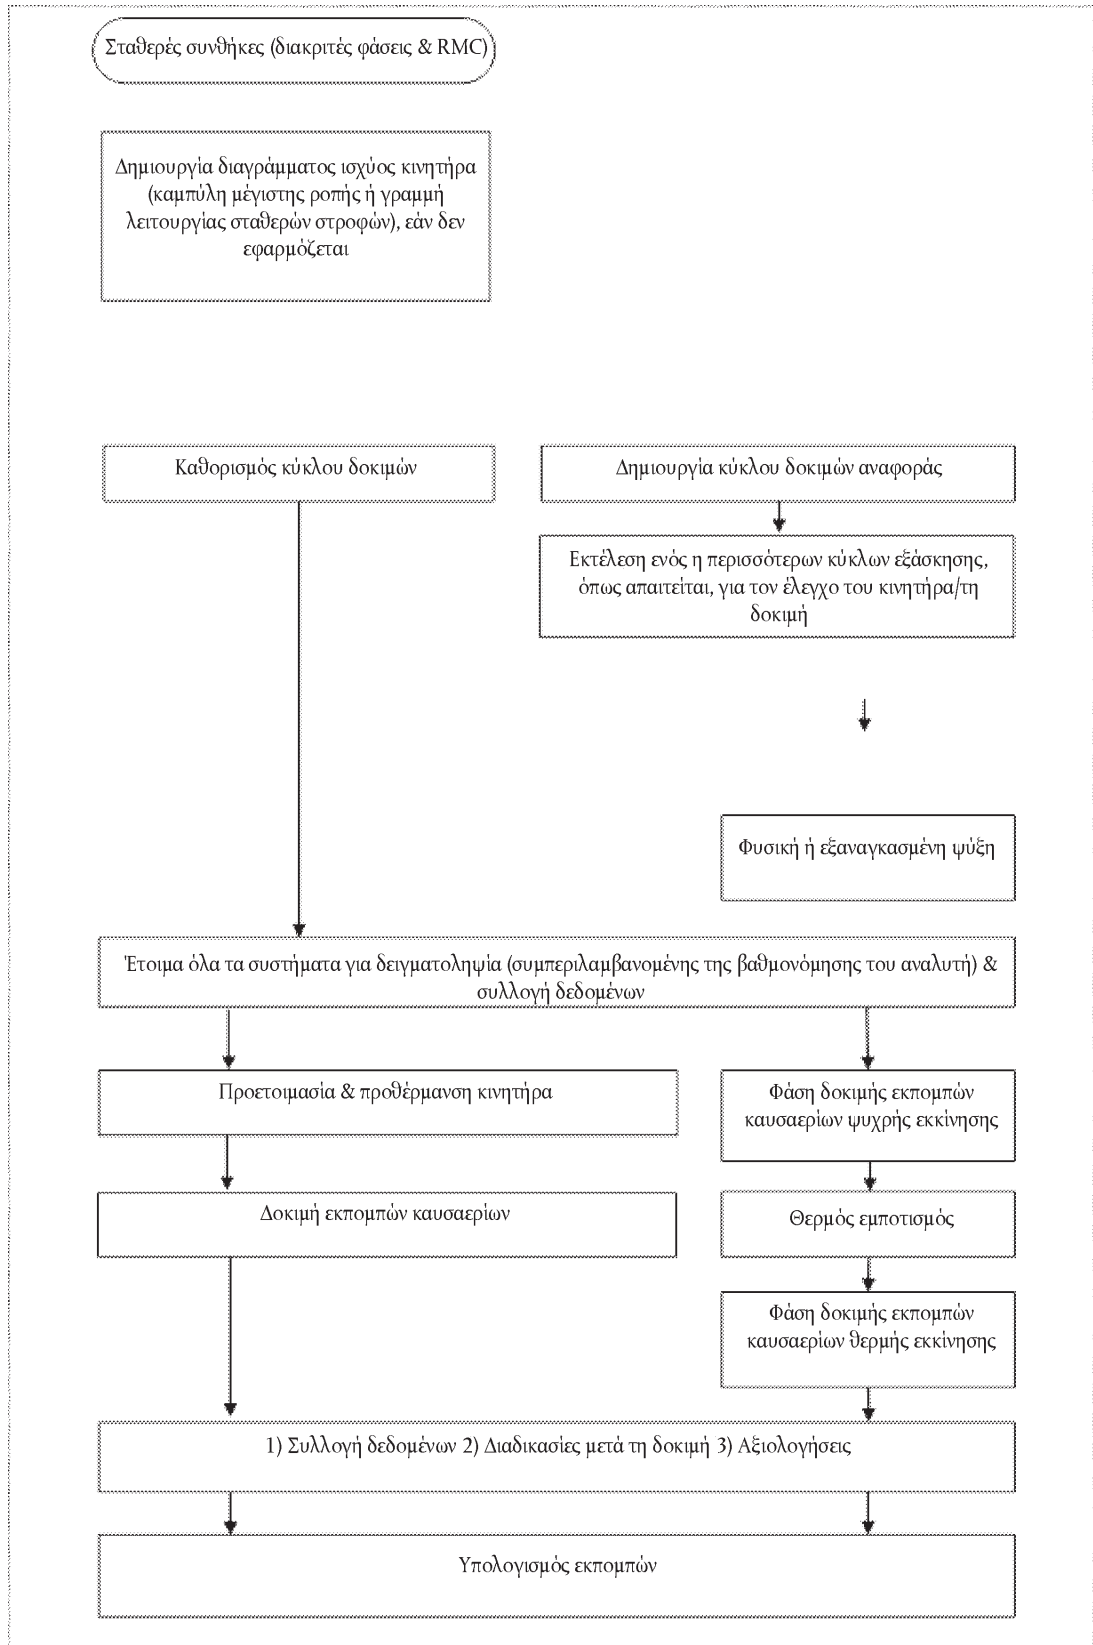 Σταθερές συνθήκες (διακριτές φάσεις & RMC)
Δημιουργία διαγράμματος ισχύος κινητήρα
(καμπύλη μέγιστης ροπής ή γραμμή
λειτουργίας σταθερών στροφών), εάν δεν
εφαρμόζεται
Καθορισμός κύκλου δοκιμών
Δημιουργία κύκλου δοκιμών αναφοράς
Εκτέλεση ενός η περισσότερων κύκλων εξάσκησης,
όπως απαιτείται, για τον έλεγχο του κινητήρα/τη
δοκιμή
Φυσική ή εξαναγκασμένη ψύξη
Έτοιμα όλα τα συστήματα για δειγματοληψία (συμπεριλαμβανομένης της βαθμονόμησης του αναλυτή) &
συλλογή δεδομένων
Προετοιμασία & προθέρμανση κινητήρα
Φάση δοκιμής εκπομπών
καυσαερίων ψυχρής εκκίνησης
Δοκιμή εκπομπών καυσαερίων
Θερμός εμποτισμός
Φάση δοκιμής εκπομπών
καυσαερίων θερμής εκκίνησης
1) Συλλογή δεδομένων 2) Διαδικασίες μετά τη δοκιμή 3) Αξιολογήσεις
Υπολογισμός εκπομπών